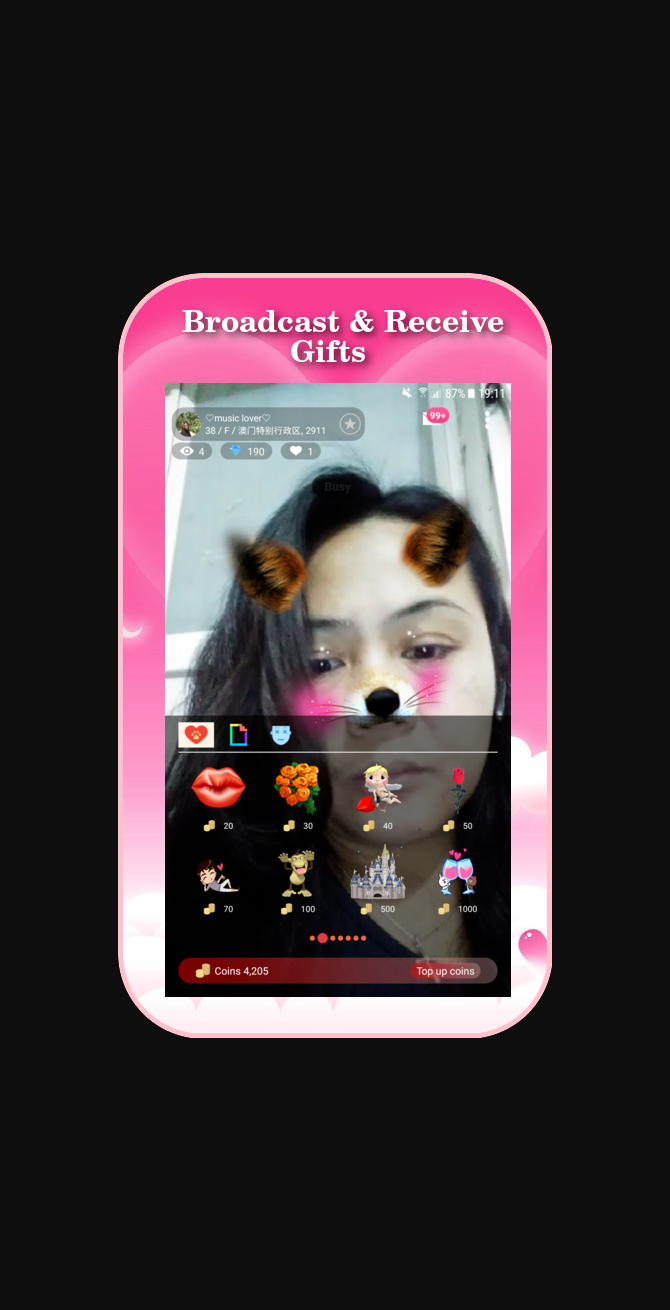 Broadcast & Receive
Gifts
87% 19:11
♡music lover♡
38 / F / 澳门特别行政区, 2911
99+
4 190 1
Busy
20 30 40 50
70 100 500 1000
Coins 4,205 Top up coins